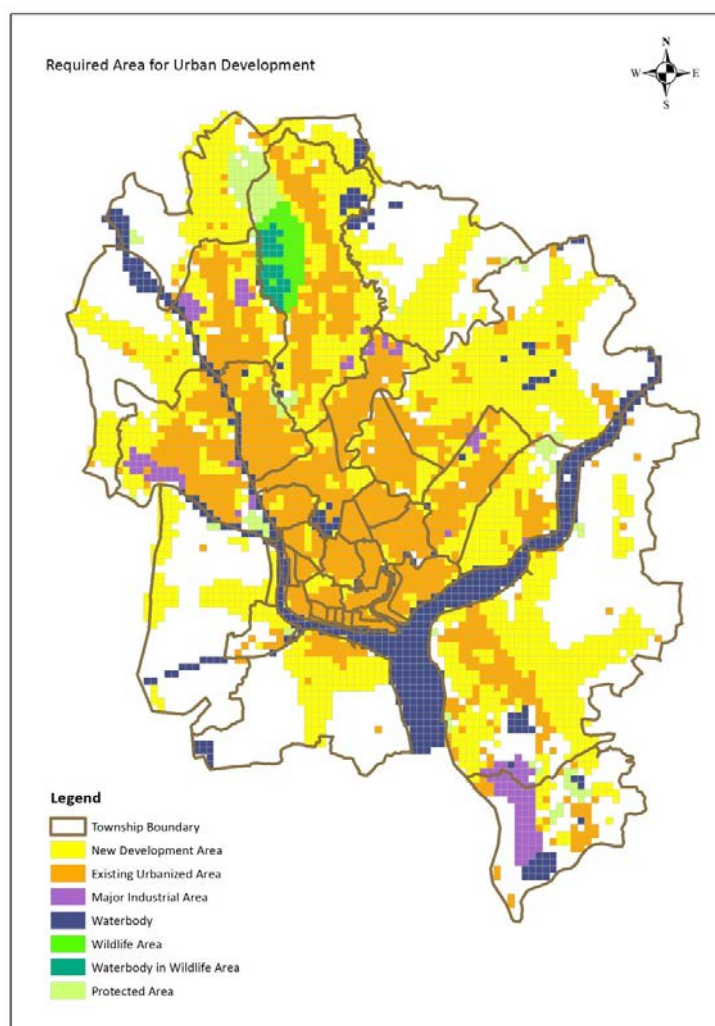 Required Area for Urban Development
N
W E
S
Legend
Township Boundary
New Development Area
Existing Urbanized Area
Major Industrial Area
Waterbody
Wildlife Area
Waterbody in Wildlife Area
Protected Area